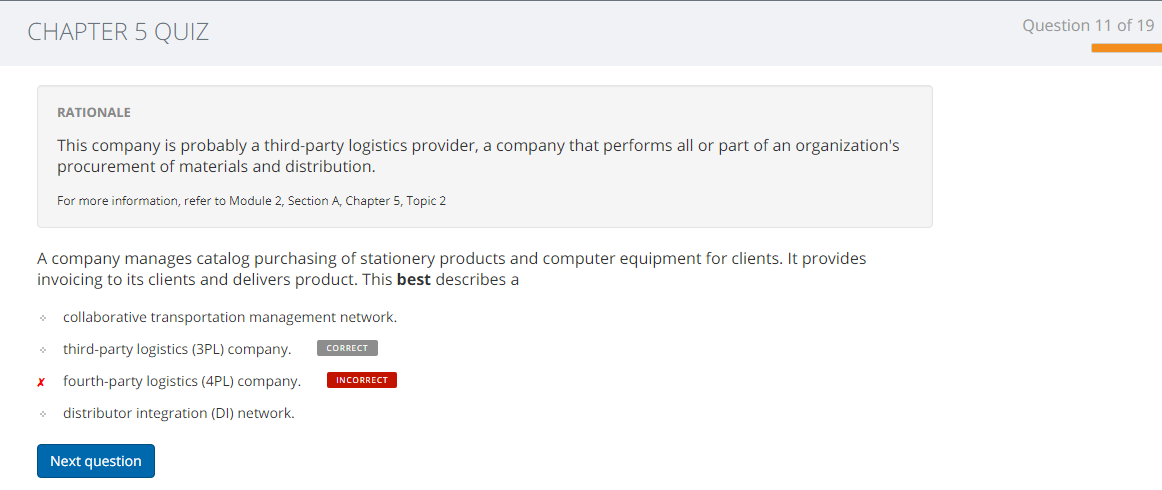 CHAPTER 5 QUIZ
Question 11 of 19
RATIONALE
This company is probably a third-party logistics provider, a company that performs all or part of an organization's
procurement of materials and distribution.
For more information, refer to Module 2, Section A, Chapter 5, Topic 2
A company manages catalog purchasing of stationery products and computer equipment for clients. It provides
invoicing to its clients and delivers product. This best describes a
collaborative transportation management network.
third-party logistics (3PL) company. CORRECT
✗ fourth-party logistics (4PL) company. INCORRECT
distributor integration (DI) network.
Next question